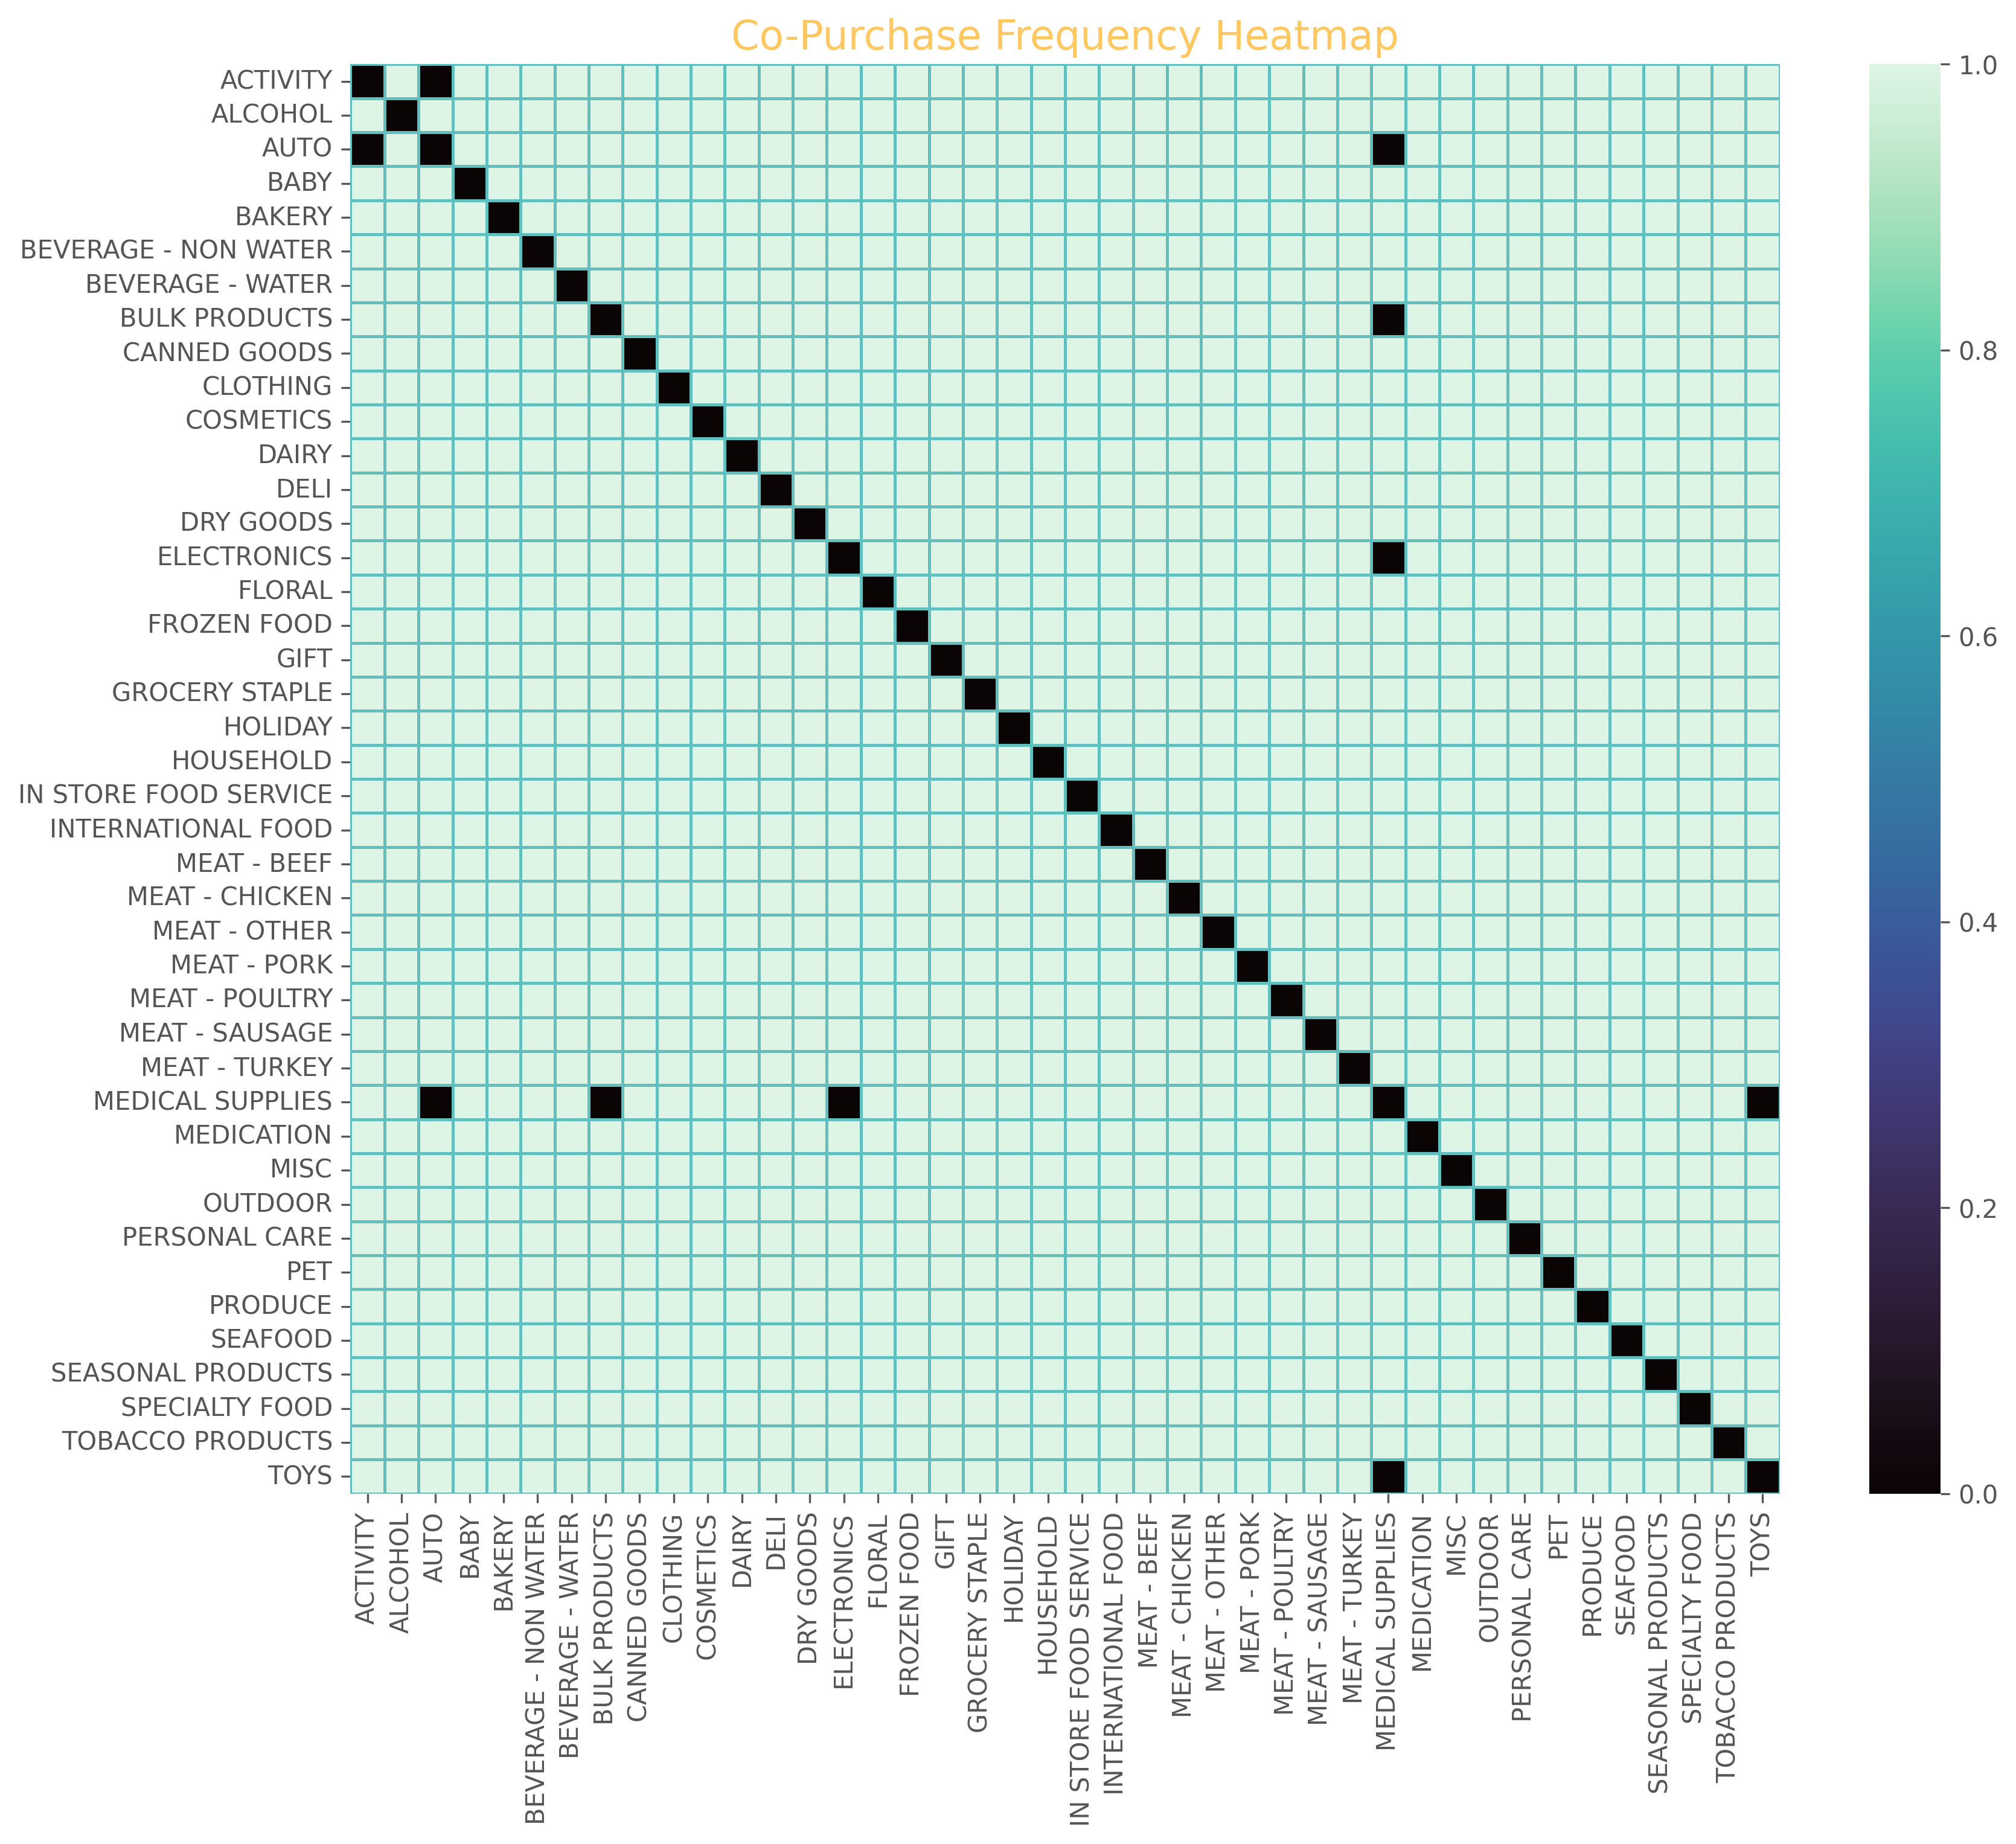 Co-Purchase Frequency Heatmap
ACTIVITY
ALCOHOL
AUTO
BABY
BAKERY
BEVERAGE - NON WATER
BEVERAGE - WATER
BULK PRODUCTS
CANNED GOODS
CLOTHING
COSMETICS
DAIRY
DELI
DRY GOODS
ELECTRONICS
FLORAL
FROZEN FOOD
GIFT
GROCERY STAPLE
HOLIDAY
HOUSEHOLD
IN STORE FOOD SERVICE
INTERNATIONAL FOOD
MEAT - BEEF
MEAT - CHICKEN
MEAT - OTHER
MEAT - PORK
MEAT - POULTRY
MEAT - SAUSAGE
MEAT - TURKEY
MEDICAL SUPPLIES
MEDICATION
MISC
OUTDOOR
PERSONAL CARE
PET
PRODUCE
SEAFOOD
SEASONAL PRODUCTS
SPECIALTY FOOD
TOBACCO PRODUCTS
TOYS
ACTIVITY
ALCOHOL
AUTO
BABY
BAKERY
BEVERAGE - NON WATER
BEVERAGE - WATER
BULK PRODUCTS
CANNED GOODS
CLOTHING
COSMETICS
DAIRY
DELI
DRY GOODS
ELECTRONICS
FLORAL
FROZEN FOOD
GIFT
GROCERY STAPLE
HOLIDAY
HOUSEHOLD
IN STORE FOOD SERVICE
INTERNATIONAL FOOD
MEAT - BEEF
MEAT - CHICKEN
MEAT - OTHER
MEAT - PORK
MEAT - POULTRY
MEAT - SAUSAGE
MEAT - TURKEY
MEDICAL SUPPLIES
MEDICATION
MISC
OUTDOOR
PERSONAL CARE
PET
PRODUCE
SEAFOOD
SEASONAL PRODUCTS
SPECIALTY FOOD
TOBACCO PRODUCTS
TOYS
1.0
0.8
0.6
0.4
0.2
0.0